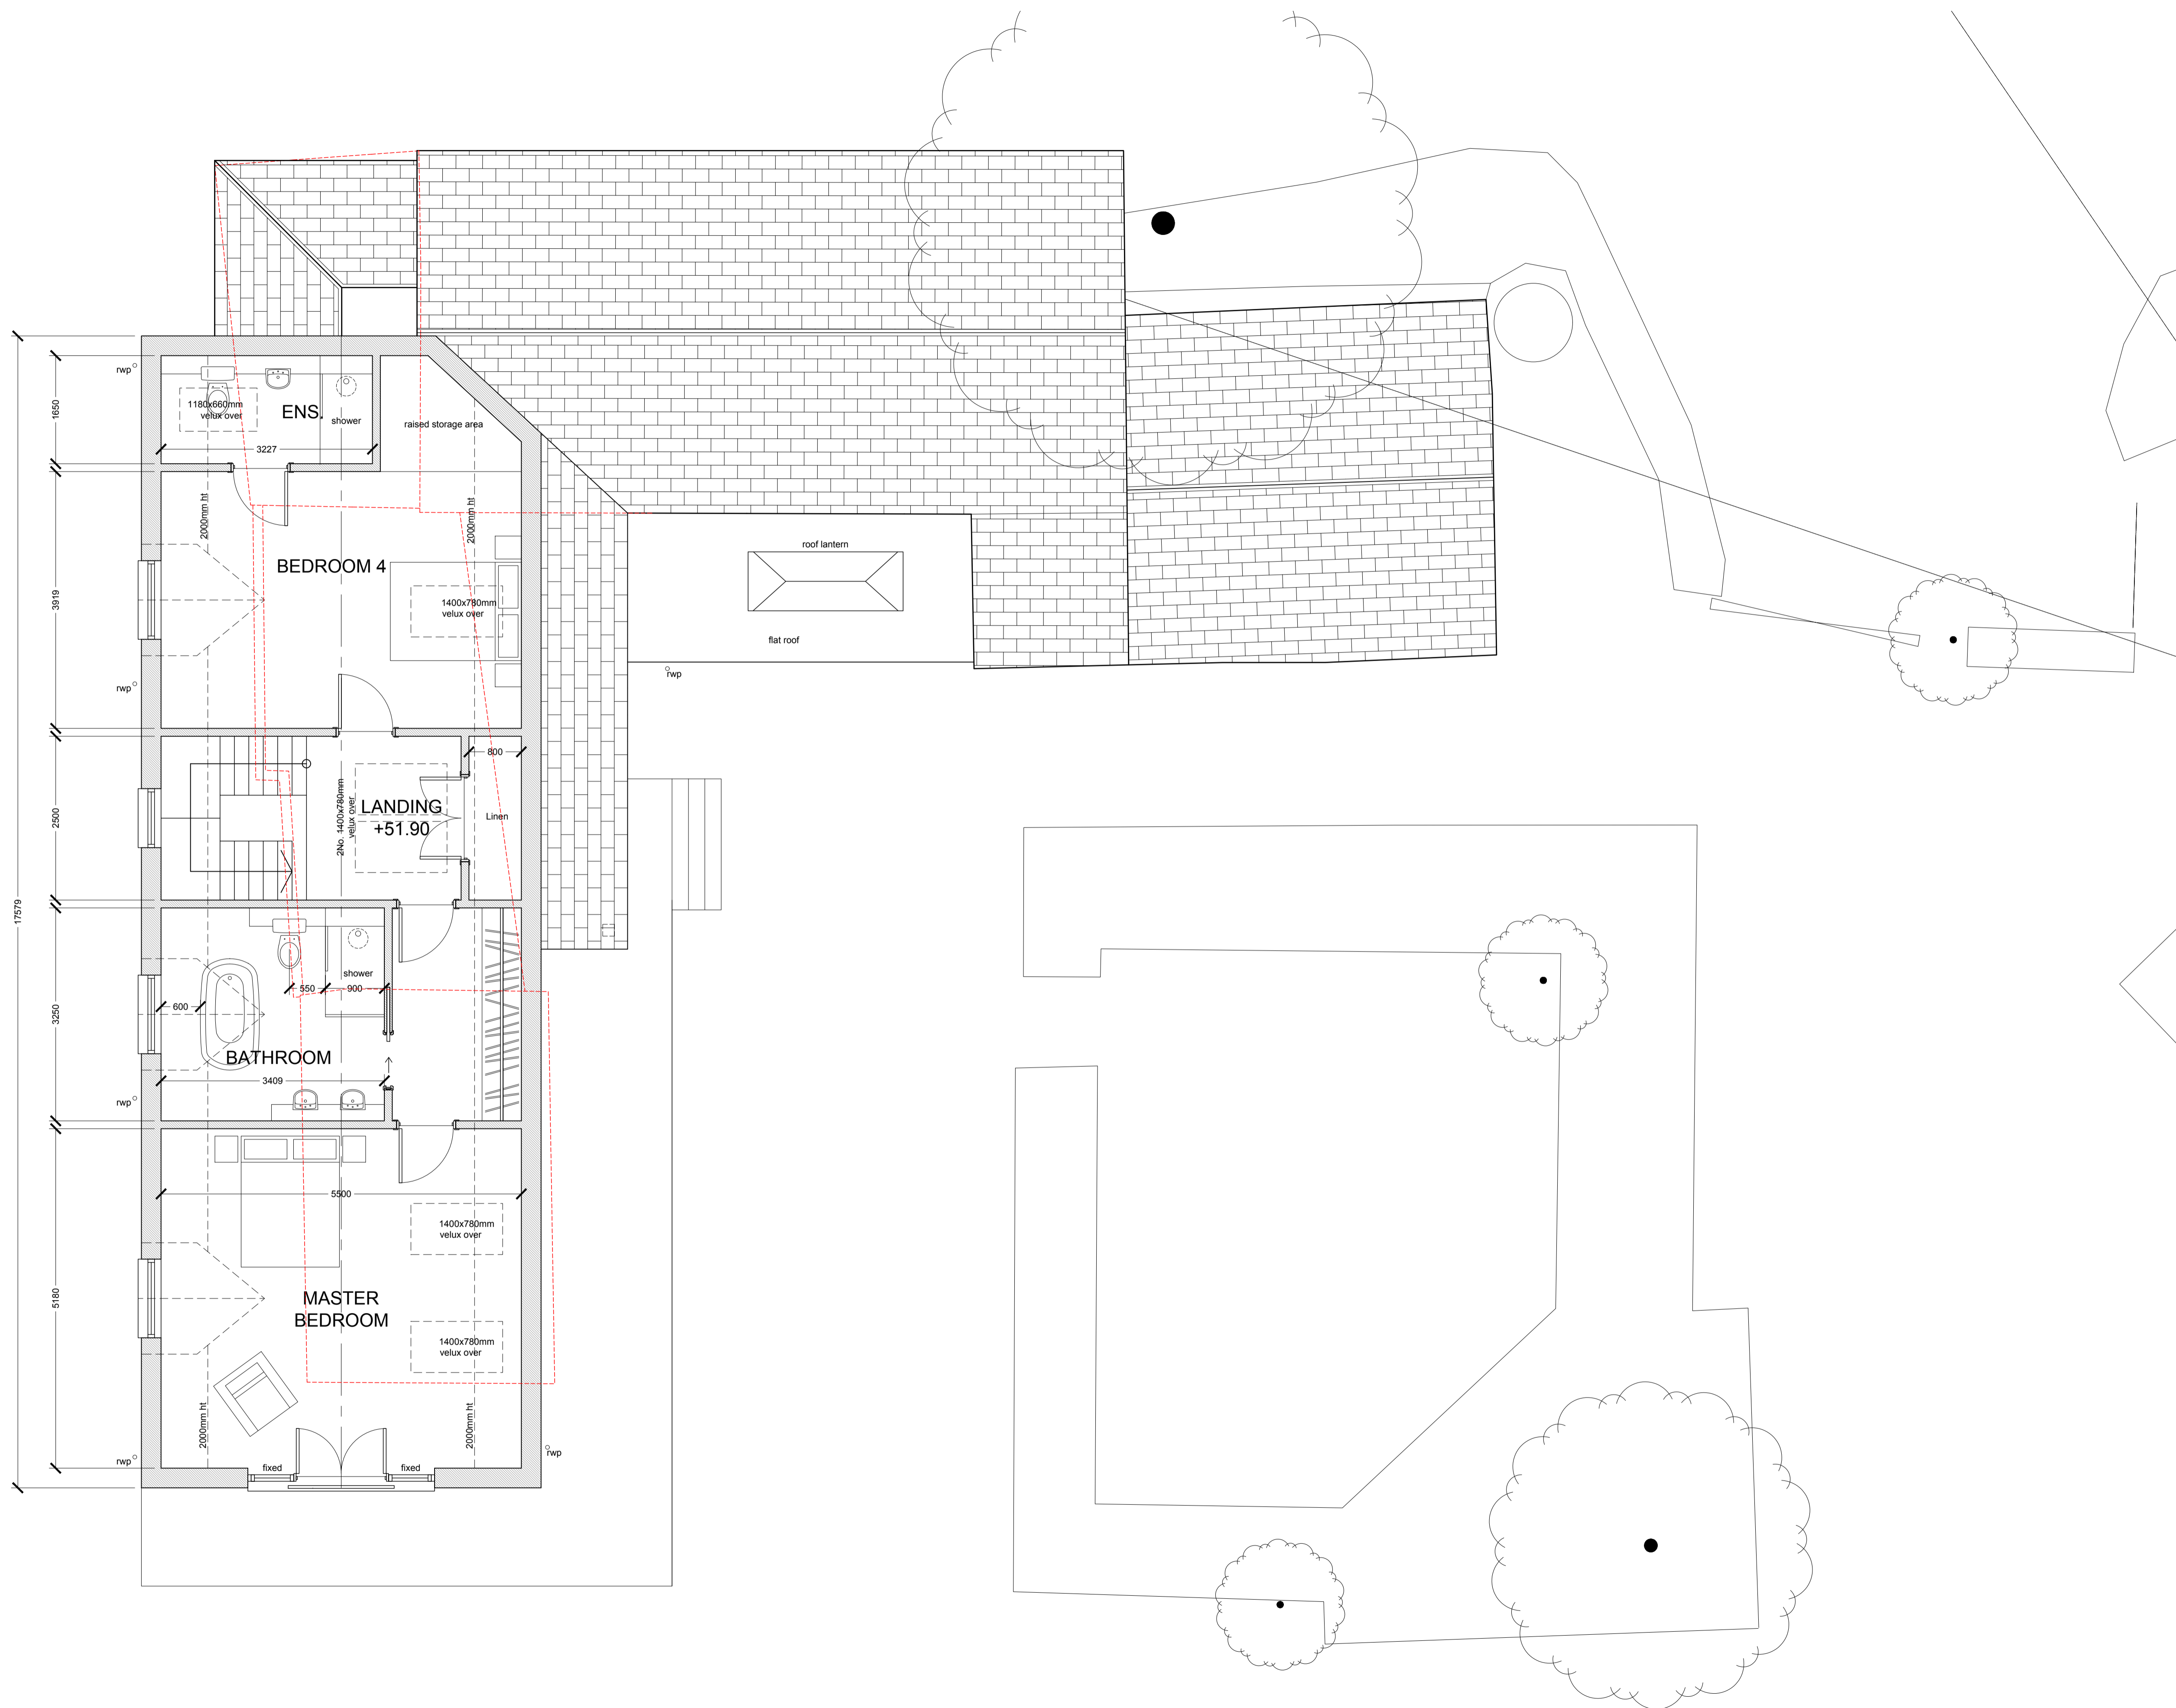 rwp
1180x660mm
velux over
ENS.
shower
3227
raised storage area
1650
2000mm ht
2000mm ht
BEDROOM 4
1400x780mm
velux over
3919
rwp
roof lantern
flat roof
rwp
800
2No. 1400x780mm
velux over
LANDING
+51.90
Linen
2500
17579
shower
550
900
600
3250
BATHROOM
3409
rwp
5500
1400x780mm
velux over
5180
MASTER
BEDROOM
1400x780mm
velux over
2000mm ht
2000mm ht
rwp
fixed
fixed
rwp